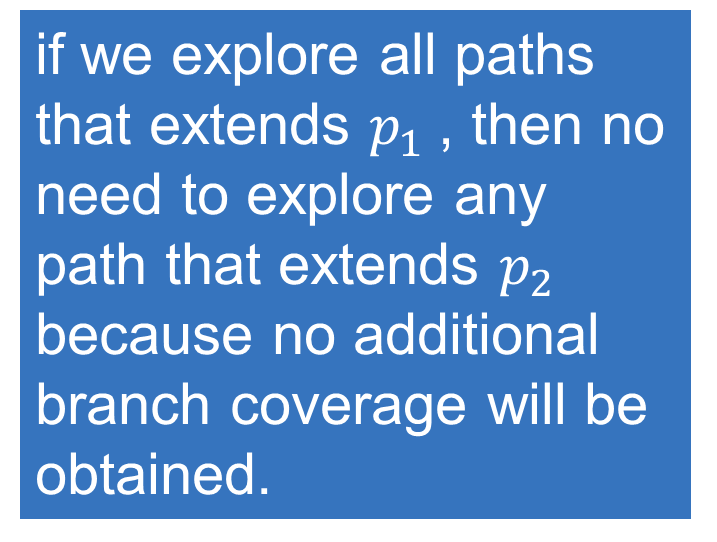 if we explore all paths
that extends p₁ , then no
need to explore any
path that extends p₂
because no additional
branch coverage will be
obtained.